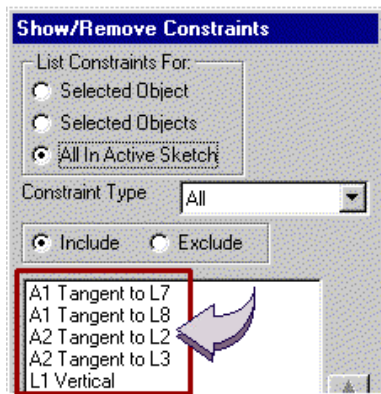 Show/Remove Constraints
List Constraints For:
Selected Object
Selected Objects
All In Active Sketch
Constraint Type All
Include Exclude
A1 Tangent to L7
A1 Tangent to L8
A2 Tangent to L2
A2 Tangent to L3
L1 Vertical